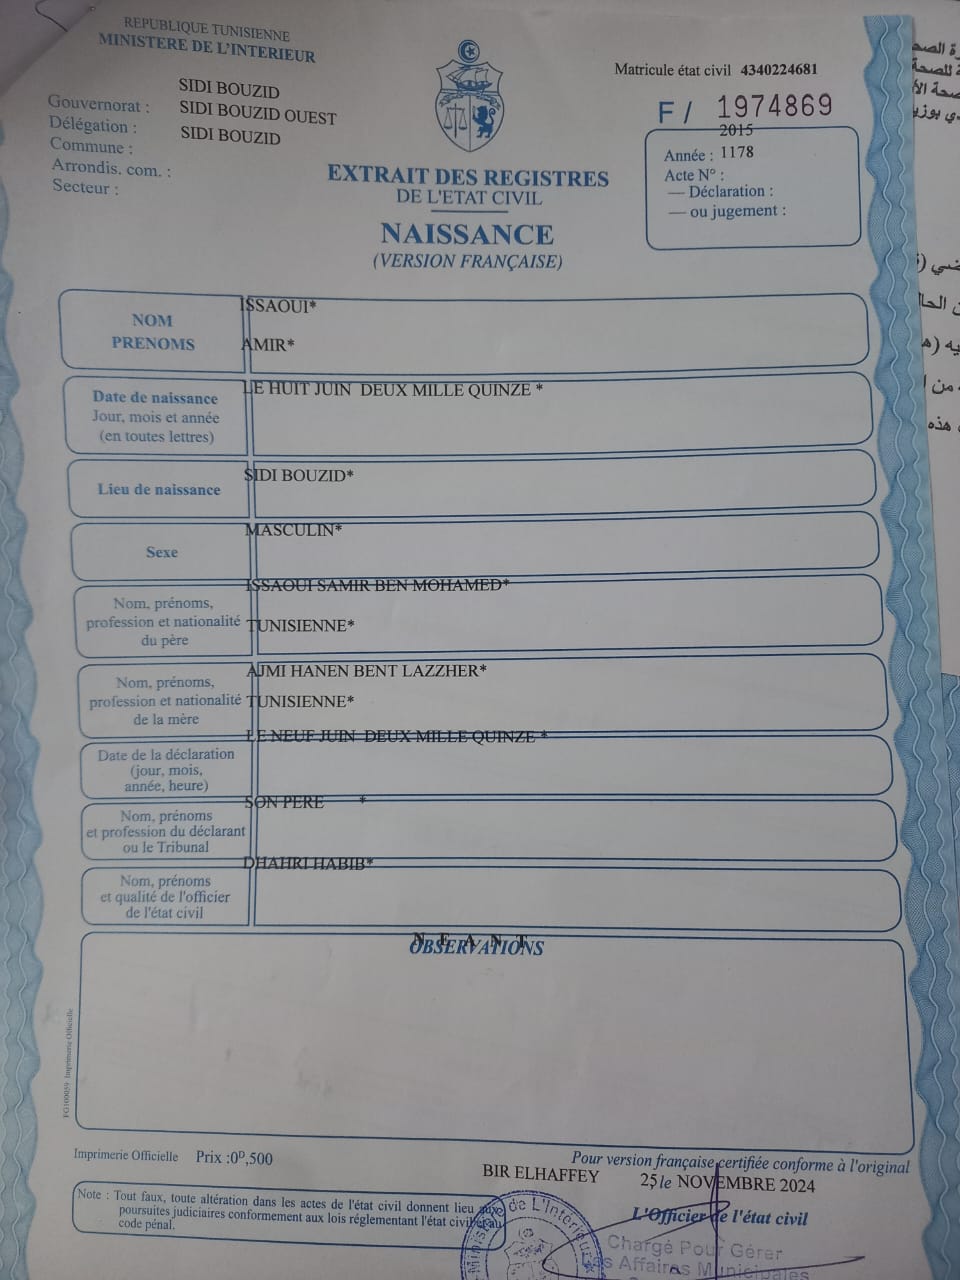 REPUBLIQUE TUNISIENNE
MINISTERE DE L'INTERIEUR
Gouvernorat : SIDI BOUZID
Délégation : SIDI BOUZID OUEST
Commune : SIDI BOUZID
Arrondis. com. :
Secteur :
Matricule état civil 4340224681
F / 1974869
2015
Année : 1178
Acte N° :
— Déclaration :
— ou jugement :
EXTRAIT DES REGISTRES
DE L'ETAT CIVIL
NAISSANCE
(VERSION FRANÇAISE)
NOM ISSAOUI*
PRENOMS AMIR*
Date de naissance LE HUIT JUIN DEUX MILLE QUINZE *
Jour, mois et année
(en toutes lettres)
Lieu de naissance SIDI BOUZID*
Sexe MASCULIN*
Nom, prénoms, ISSAOUI SAMIR BEN MOHAMED*
profession et nationalité TUNISIENNE*
du père
Nom, prénoms, AJMI HANEN BENT LAZZHER*
profession et nationalité TUNISIENNE*
de la mère
Date de la déclaration LE NEUF JUIN DEUX MILLE QUINZE *
(jour, mois,
année, heure)
Nom, prénoms SON PERE *
et profession du déclarant
ou le Tribunal
Nom, prénoms DHAHRI HABIB*
et qualité de l'officier
de l'état civil
N E A N T
OBSERVATIONS
FG100059 Imprimerie Officielle
Imprimerie Officielle Prix :0ᴰ,500
Pour version française certifiée conforme à l'original
BIR ELHAFFEY 25 le NOVEMBRE 2024
L'Officier de l'état civil
Note : Tout faux, toute altération dans les actes de l'état civil donnent lieu aux
poursuites judiciaires conformement aux lois réglementant l'état civil et au
code pénal.
Ministère de L'Intérieur
Chargé Pour Gérer
Les Affaires Municipales